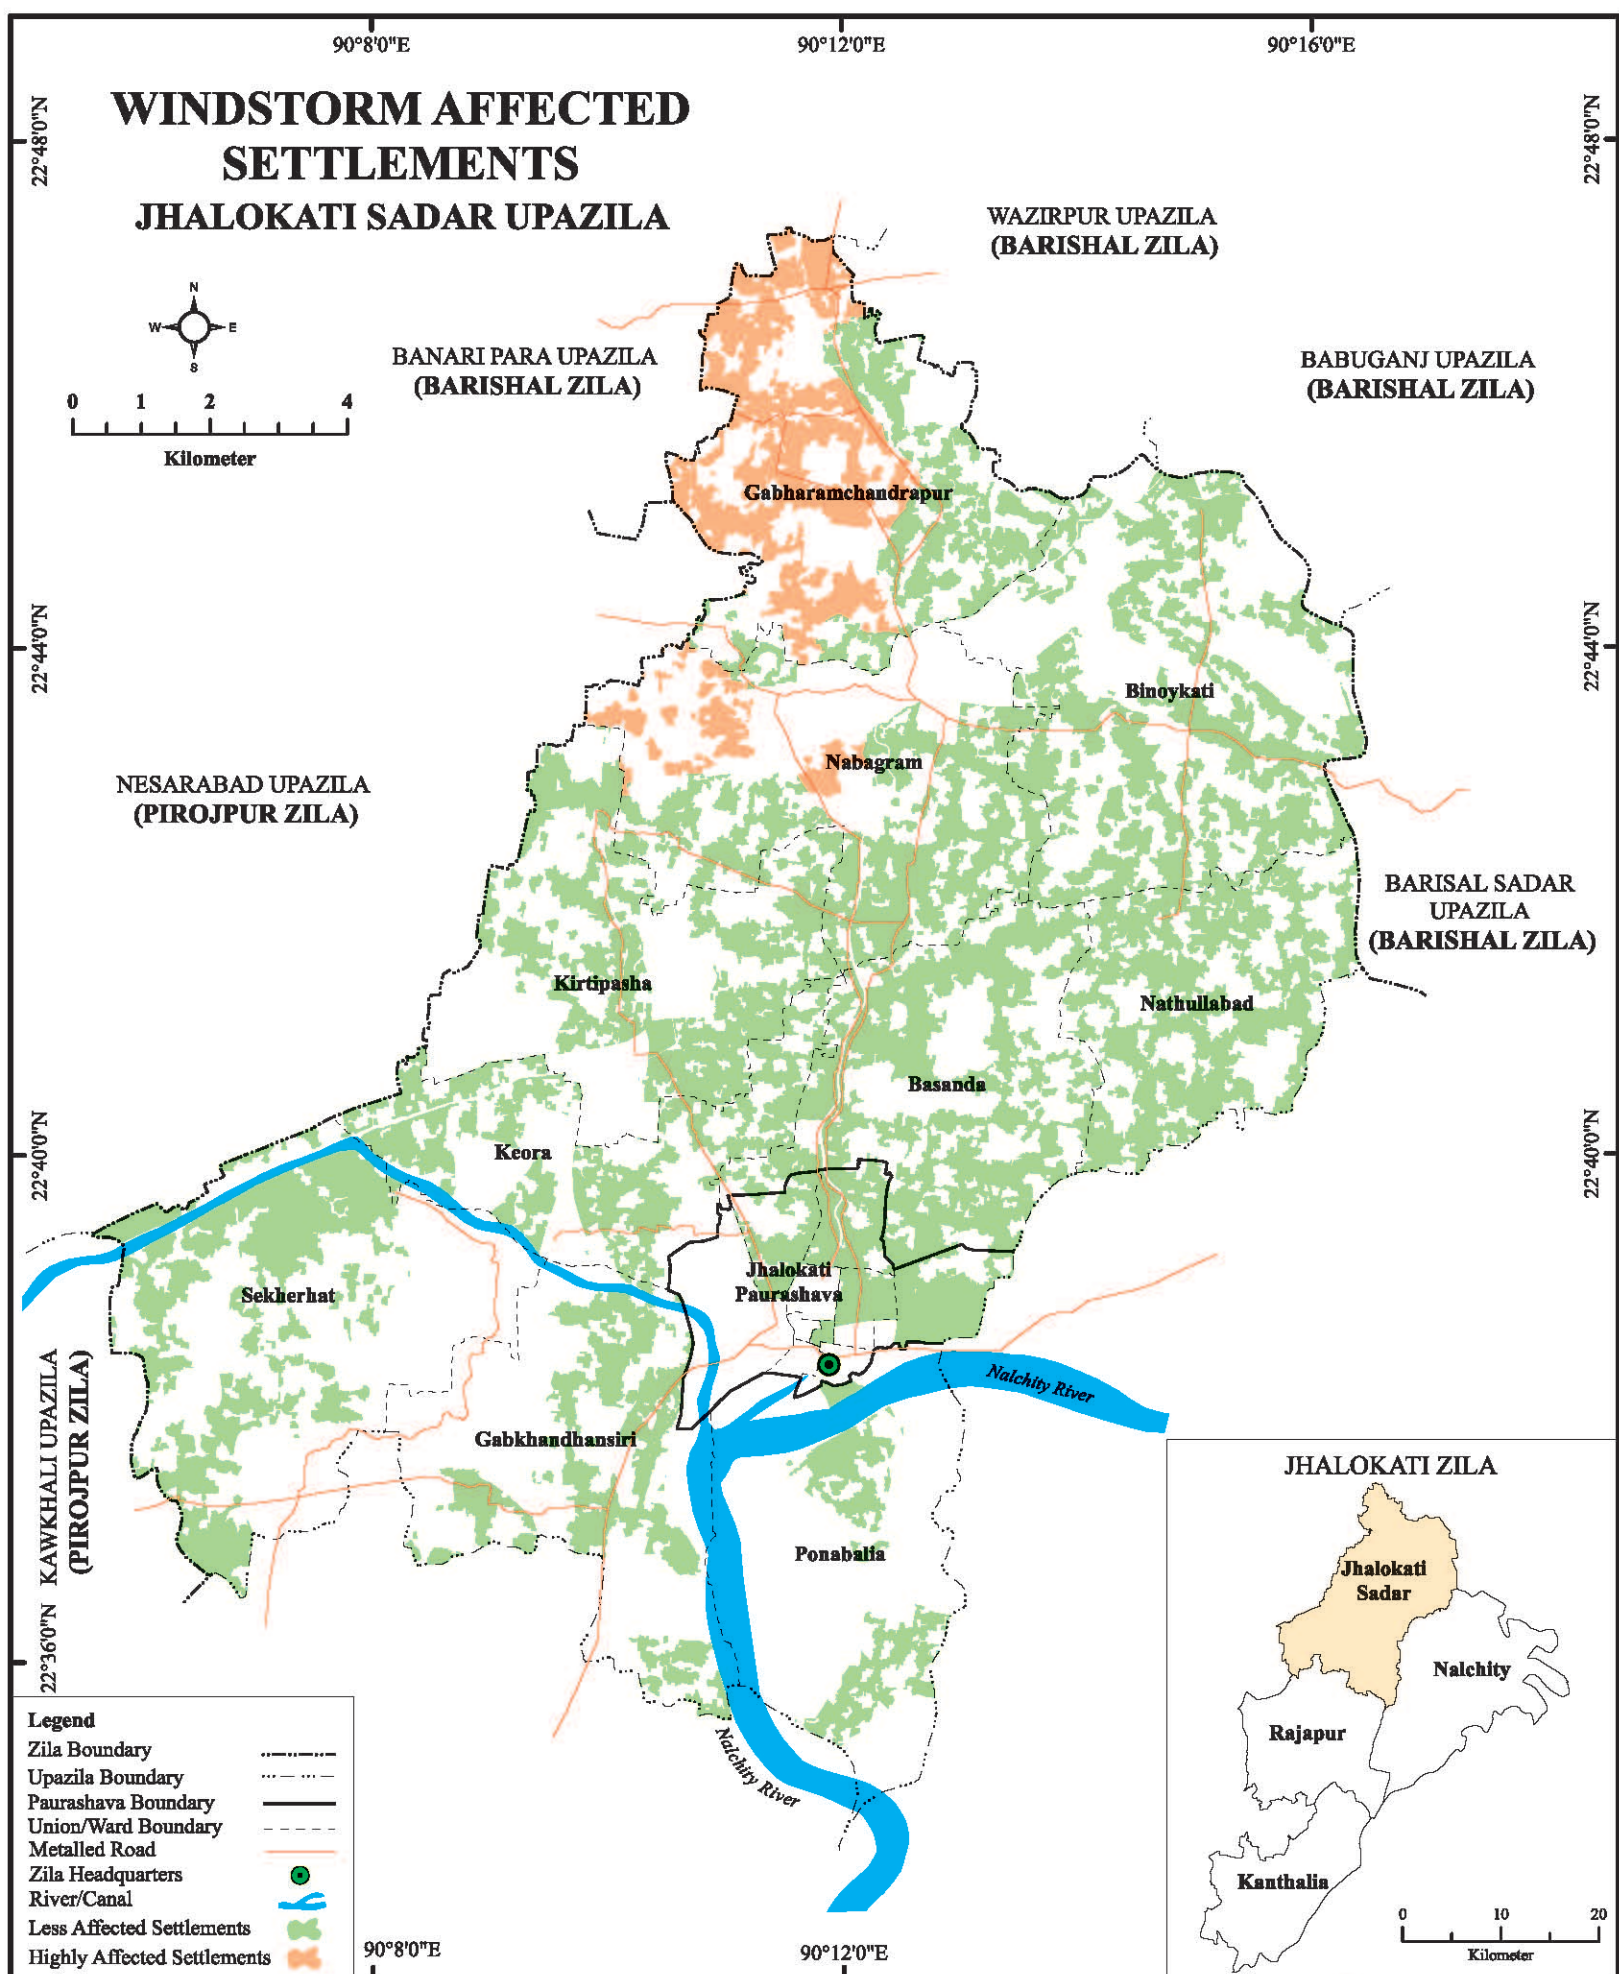 90°8'0"E
90°12'0"E
90°16'0"E
WINDSTORM AFFECTED
SETTLEMENTS
JHALOKATI SADAR UPAZILA
22°48'0"N
22°48'0"N
WAZIRPUR UPAZILA
(BARISHAL ZILA)
N
W
E
S
BANARI PARA UPAZILA
(BARISHAL ZILA)
BABUGANJ UPAZILA
(BARISHAL ZILA)
0 1 2 4
Kilometer
Gabharamchandrapur
22°44'0"N
22°44'0"N
Binoykati
Nabagram
NESARABAD UPAZILA
(PIROJPUR ZILA)
BARISAL SADAR
UPAZILA
(BARISHAL ZILA)
Kirtipasha
Nathullabad
Basanda
22°40'0"N
22°40'0"N
Keora
Jhalokati
Paurashava
Sekherhat
Nalchity River
KAWKHALI UPAZILA
(PIROJPUR ZILA)
Gabkhandhansiri
Ponabalia
22°36'0"N
Nalchity River
JHALOKATI ZILA
Jhalokati
Sadar
Nalchity
Rajapur
Kanthalia
0 10 20
Kilometer
Legend
Zila Boundary
Upazila Boundary
Paurashava Boundary
Union/Ward Boundary
Metalled Road
Zila Headquarters
River/Canal
Less Affected Settlements
Highly Affected Settlements
90°8'0"E
90°12'0"E